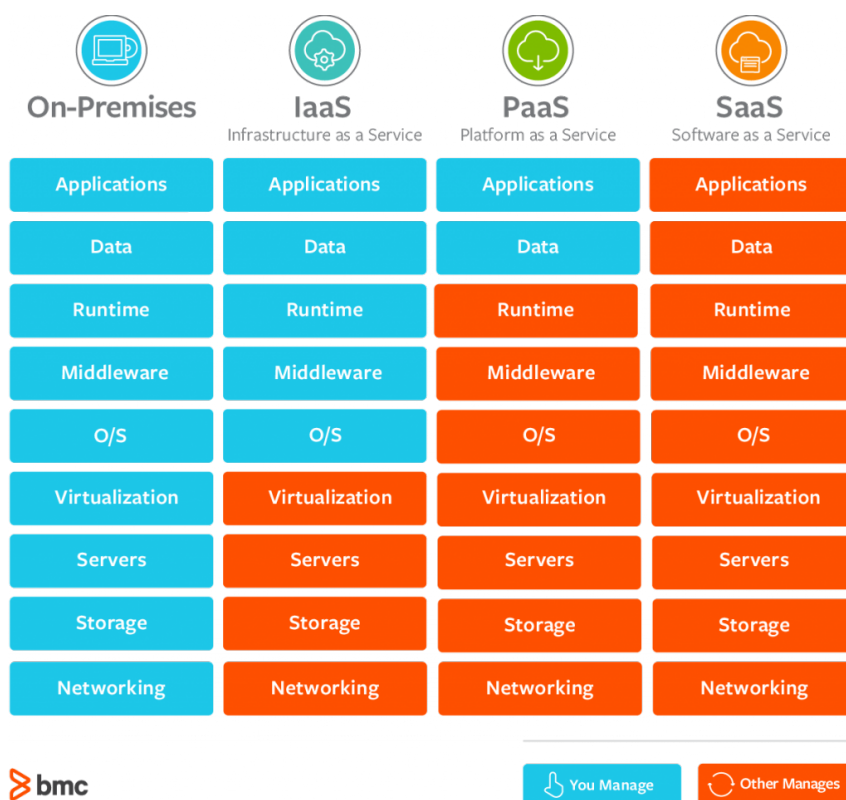 On-Premises IaaS PaaS SaaS
Infrastructure as a Service Platform as a Service Software as a Service
Applications Applications Applications Applications
Data Data Data Data
Runtime Runtime Runtime Runtime
Middleware Middleware Middleware Middleware
O/S O/S O/S O/S
Virtualization Virtualization Virtualization Virtualization
Servers Servers Servers Servers
Storage Storage Storage Storage
Networking Networking Networking Networking
bmc You Manage Other Manages